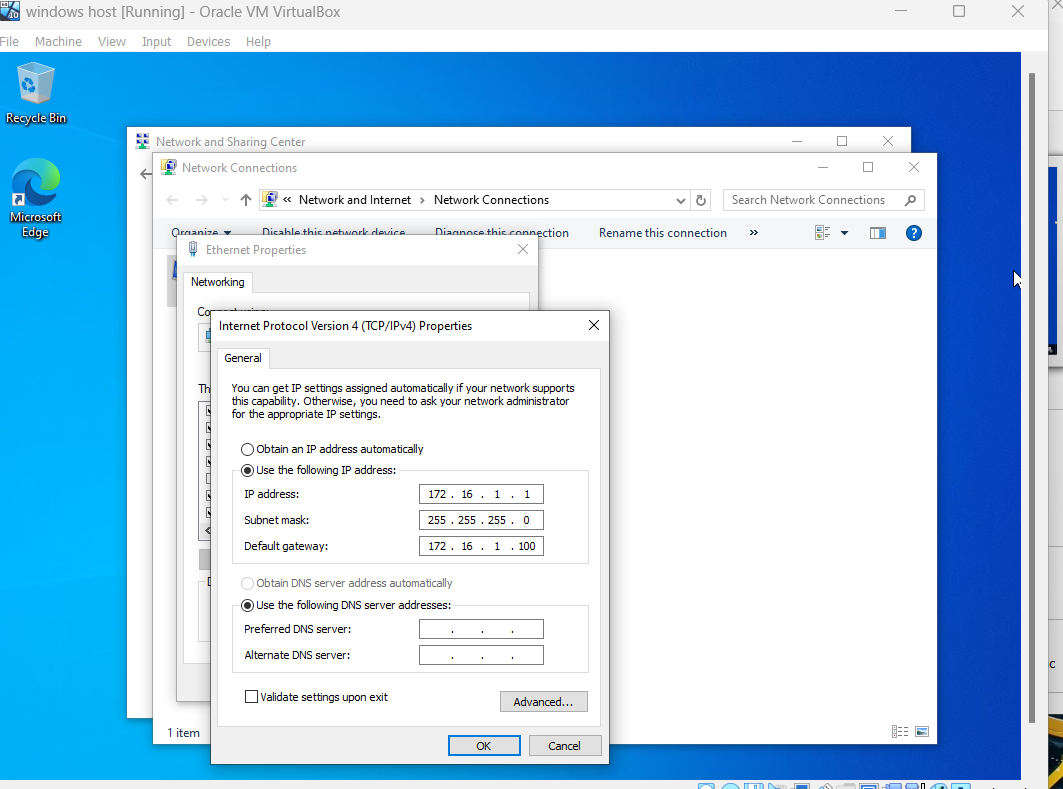 windows host [Running] - Oracle VM VirtualBox
File Machine View Input Devices Help
Recycle Bin
Microsoft
Edge
Network and Sharing Center
Network Connections
« Network and Internet › Network Connections
Search Network Connections
Organize Disable this network device Diagnose this connection Rename this connection »
Ethernet Properties
Networking
Internet Protocol Version 4 (TCP/IPv4) Properties
General
You can get IP settings assigned automatically if your network supports
this capability. Otherwise, you need to ask your network administrator
for the appropriate IP settings.
Obtain an IP address automatically
Use the following IP address:
IP address: 172 . 16 . 1 . 1
Subnet mask: 255 . 255 . 255 . 0
Default gateway: 172 . 16 . 1 . 100
Obtain DNS server address automatically
Use the following DNS server addresses:
Preferred DNS server: . . .
Alternate DNS server: . . .
Validate settings upon exit
Advanced...
OK Cancel
1 item